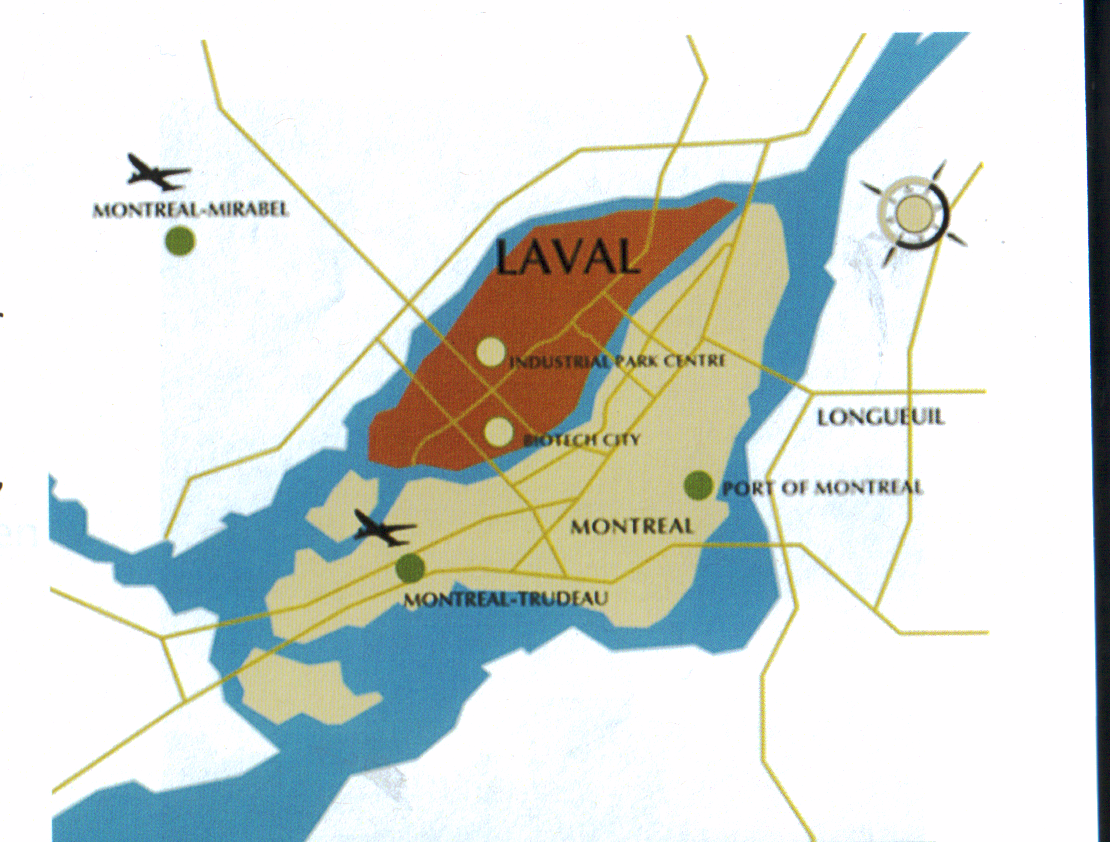 MONTREAL-MIRABEL
LAVAL
INDUSTRIAL PARK CENTRE
LONGUEUIL
BIOTECH CITY
PORT OF MONTREAL
MONTREAL
MONTREAL-TRUDEAU